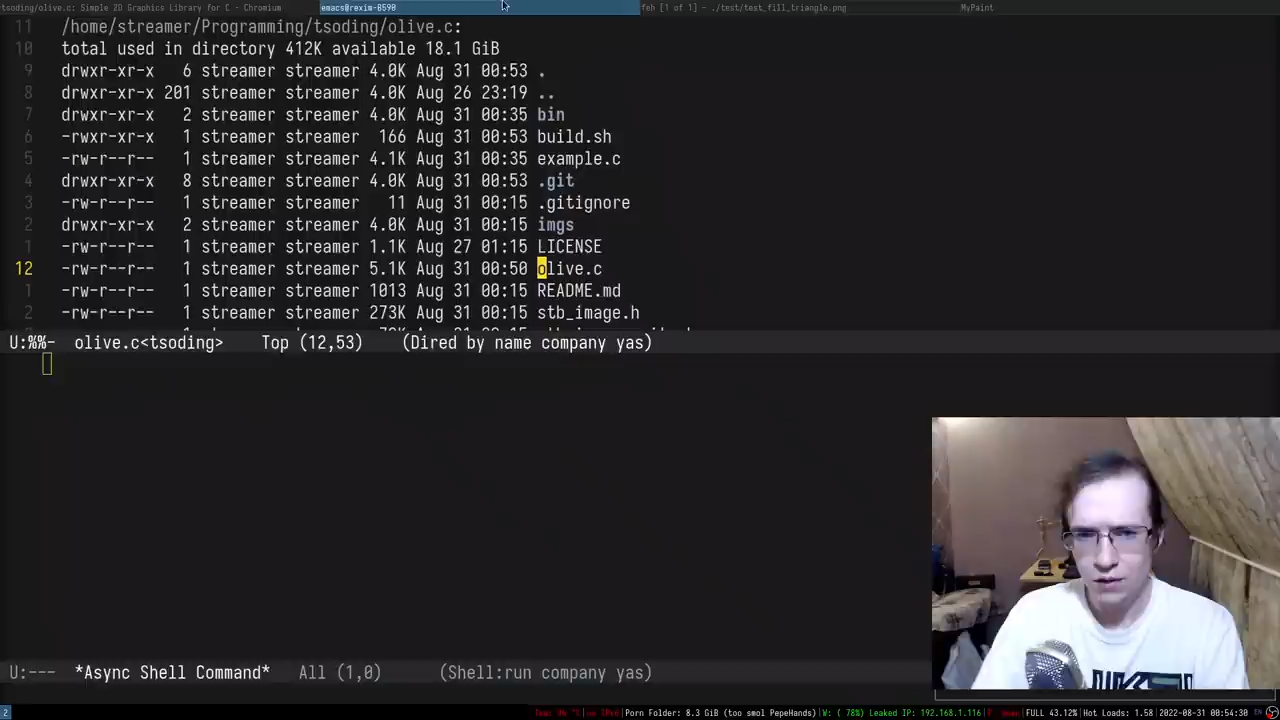 tsoding/olive.c: Simple 2D Graphics Library for C - Chromium
emacs@rexim-B590
feh [1 of 1] - ./test/test_fill_triangle.png
MyPaint
11 /home/streamer/Programming/tsoding/olive.c:
10 total used in directory 412K available 18.1 GiB
9 drwxr-xr-x 6 streamer streamer 4.0K Aug 31 00:53 .
8 drwxr-xr-x 201 streamer streamer 4.0K Aug 26 23:19 ..
7 drwxr-xr-x 2 streamer streamer 4.0K Aug 31 00:35 bin
6 -rwxr-xr-x 1 streamer streamer 166 Aug 31 00:53 build.sh
5 -rw-r--r-- 1 streamer streamer 4.1K Aug 31 00:35 example.c
4 drwxr-xr-x 8 streamer streamer 4.0K Aug 31 00:53 .git
3 -rw-r--r-- 1 streamer streamer 11 Aug 31 00:15 .gitignore
2 drwxr-xr-x 2 streamer streamer 4.0K Aug 31 00:15 imgs
1 -rw-r--r-- 1 streamer streamer 1.1K Aug 27 01:15 LICENSE
12 -rw-r--r-- 1 streamer streamer 5.1K Aug 31 00:50 olive.c
1 -rw-r--r-- 1 streamer streamer 1013 Aug 31 00:15 README.md
2 -rw-r--r-- 1 streamer streamer 273K Aug 31 00:15 stb_image.h
U:%%- olive.c<tsoding> Top (12,53) (Dired by name company yas)
U:--- *Async Shell Command* All (1,0) (Shell:run company yas)
2
Porn Folder: 8.3 GiB (too smol PepeHands)
W: ( 78%) Leaked IP: 192.168.1.116
FULL 43.12%
Hot Loads: 1.58
2022-08-31 00:54:30